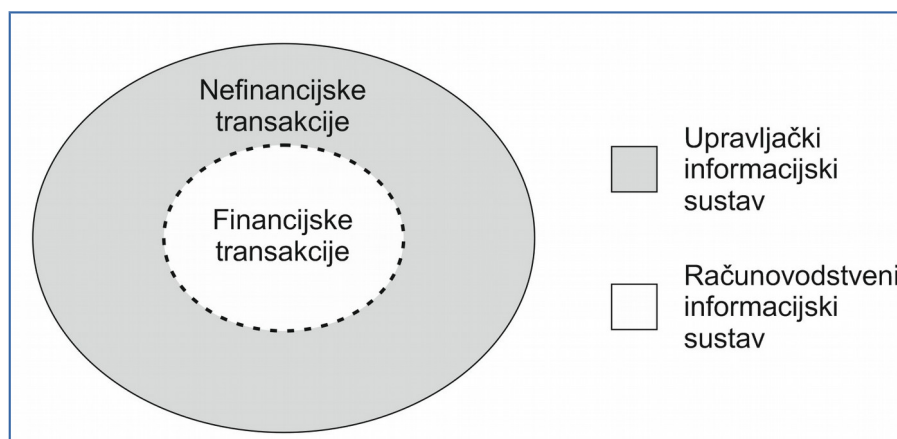 Nefinancijske
transakcije
Financijske
transakcije
Upravljački
informacijski
sustav
Računovodstveni
informacijski
sustav